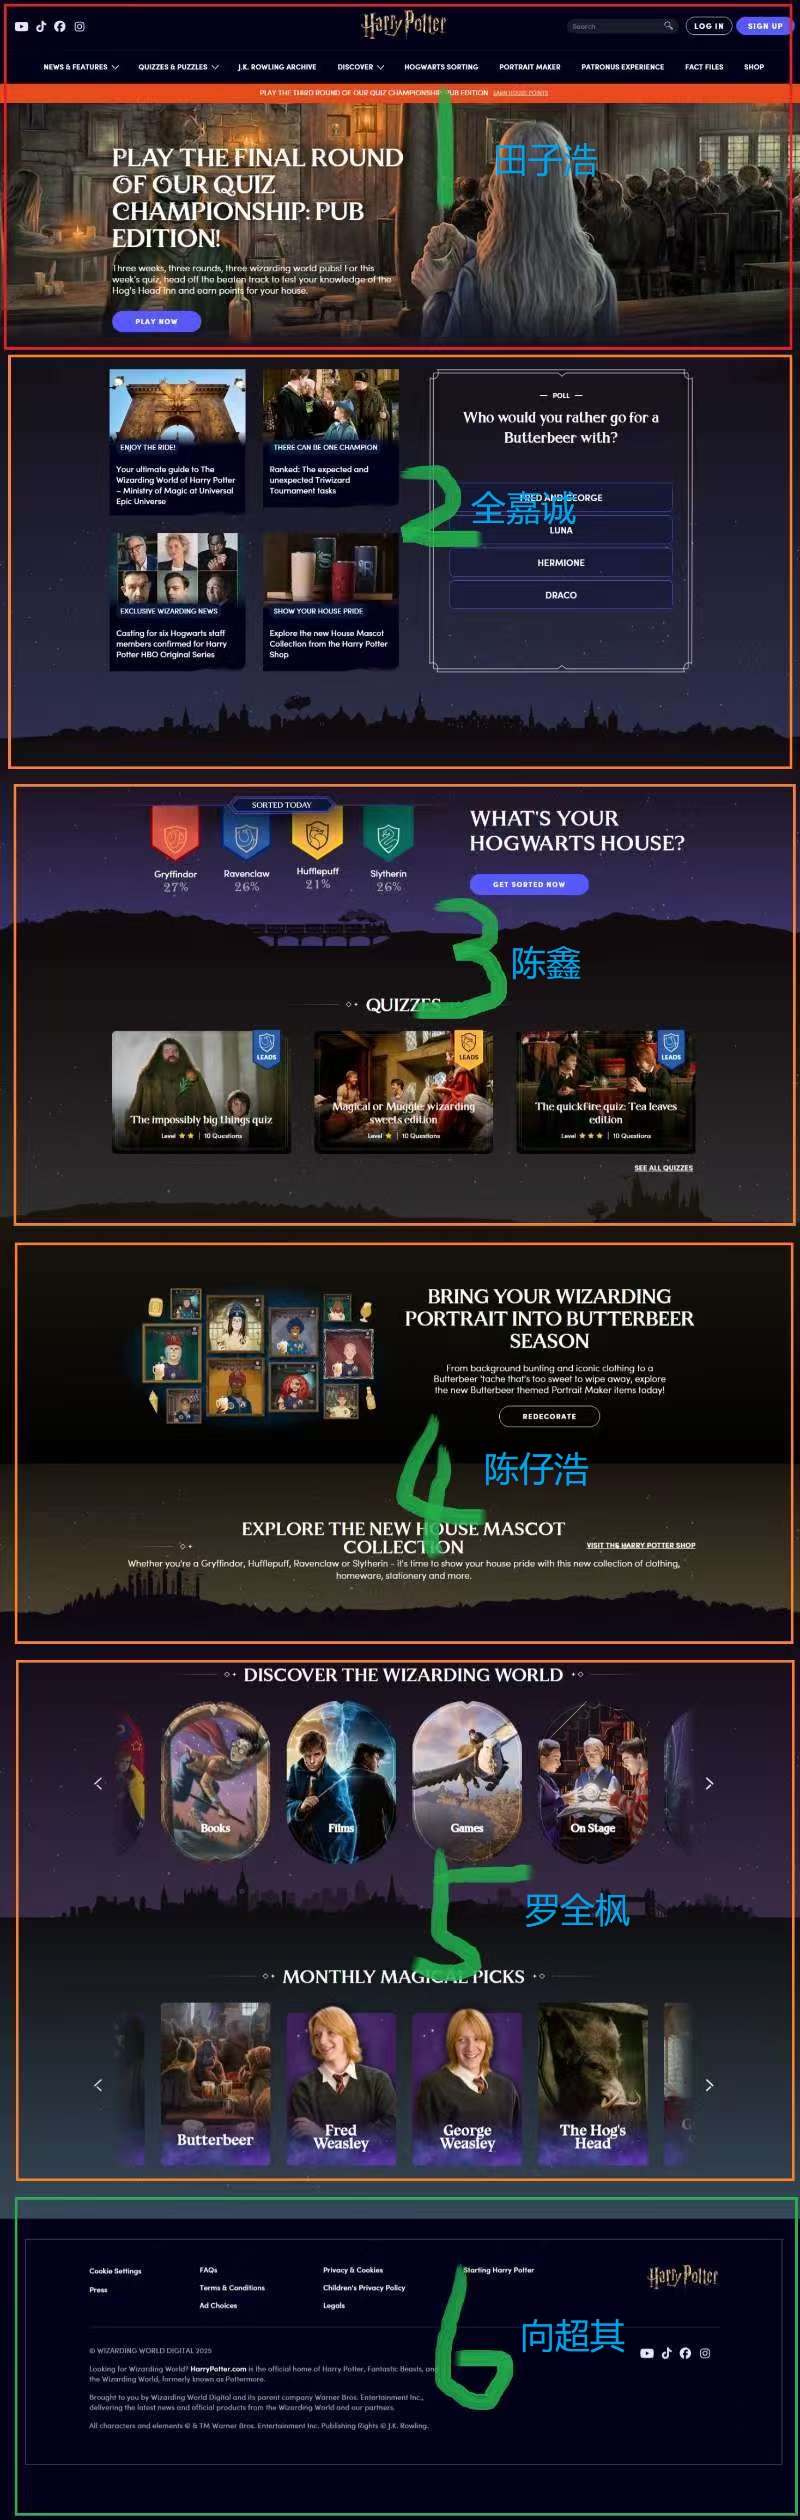 Harry Potter
Search
LOG IN
SIGN UP
NEWS & FEATURES
QUIZZES & PUZZLES
J.K. ROWLING ARCHIVE
DISCOVER
HOGWARTS SORTING
PORTRAIT MAKER
PATRONUS EXPERIENCE
FACT FILES
SHOP
PLAY THE THIRD ROUND OF OUR QUIZ CHAMPIONSHIP: PUB EDITION EARN HOUSE POINTS
1
田子浩
PLAY THE FINAL ROUND
OF OUR QUIZ
CHAMPIONSHIP: PUB
EDITION!
Three weeks, three rounds, three wizarding world pubs! For this
week's quiz, head off the beaten track to test your knowledge of the
Hog's Head Inn and earn points for your house.
PLAY NOW
ENJOY THE RIDE!
Your ultimate guide to The
Wizarding World of Harry Potter
– Ministry of Magic at Universal
Epic Universe
THERE CAN BE ONE CHAMPION
Ranked: The expected and
unexpected Triwizard
Tournament tasks
EXCLUSIVE WIZARDING NEWS
Casting for six Hogwarts staff
members confirmed for Harry
Potter HBO Original Series
SHOW YOUR HOUSE PRIDE
Explore the new House Mascot
Collection from the Harry Potter
Shop
POLL
Who would you rather go for a
Butterbeer with?
FRED AND GEORGE
LUNA
HERMIONE
DRACO
2
全嘉诚
SORTED TODAY
Gryffindor
27%
Ravenclaw
26%
Hufflepuff
21%
Slytherin
26%
WHAT'S YOUR
HOGWARTS HOUSE?
GET SORTED NOW
3
陈鑫
QUIZZES
LEADS
The impossibly big things quiz
Level | 10 Questions
LEADS
Magical or Muggle: wizarding
sweets edition
Level | 10 Questions
LEADS
The quickfire quiz: Tea leaves
edition
Level | 10 Questions
SEE ALL QUIZZES
BRING YOUR WIZARDING
PORTRAIT INTO BUTTERBEER
SEASON
From background bunting and iconic clothing to a
Butterbeer 'tache that's too sweet to wipe away, explore
the new Butterbeer themed Portrait Maker items today!
REDECORATE
4
陈仔浩
EXPLORE THE NEW HOUSE MASCOT
COLLECTION
VISIT THE HARRY POTTER SHOP
Whether you're a Gryffindor, Hufflepuff, Ravenclaw or Slytherin – it's time to show your house pride with this new collection of clothing,
homeware, stationery and more.
DISCOVER THE WIZARDING WORLD
Books
Films
Games
On Stage
5
罗全枫
MONTHLY MAGICAL PICKS
Butterbeer
Fred
Weasley
George
Weasley
The Hog's
Head
Cookie Settings
Press
FAQs
Terms & Conditions
Ad Choices
Privacy & Cookies
Children's Privacy Policy
Legals
Starting Harry Potter
Harry Potter
6
向超其
© WIZARDING WORLD DIGITAL 2025
Looking for Wizarding World? HarryPotter.com is the official home of Harry Potter, Fantastic Beasts, and
the Wizarding World, formerly known as Pottermore.
Brought to you by Wizarding World Digital and its parent company Warner Bros. Entertainment Inc.,
delivering the latest news and official products from the Wizarding World and our partners.
All characters and elements © & TM Warner Bros. Entertainment Inc. Publishing Rights © J.K. Rowling.